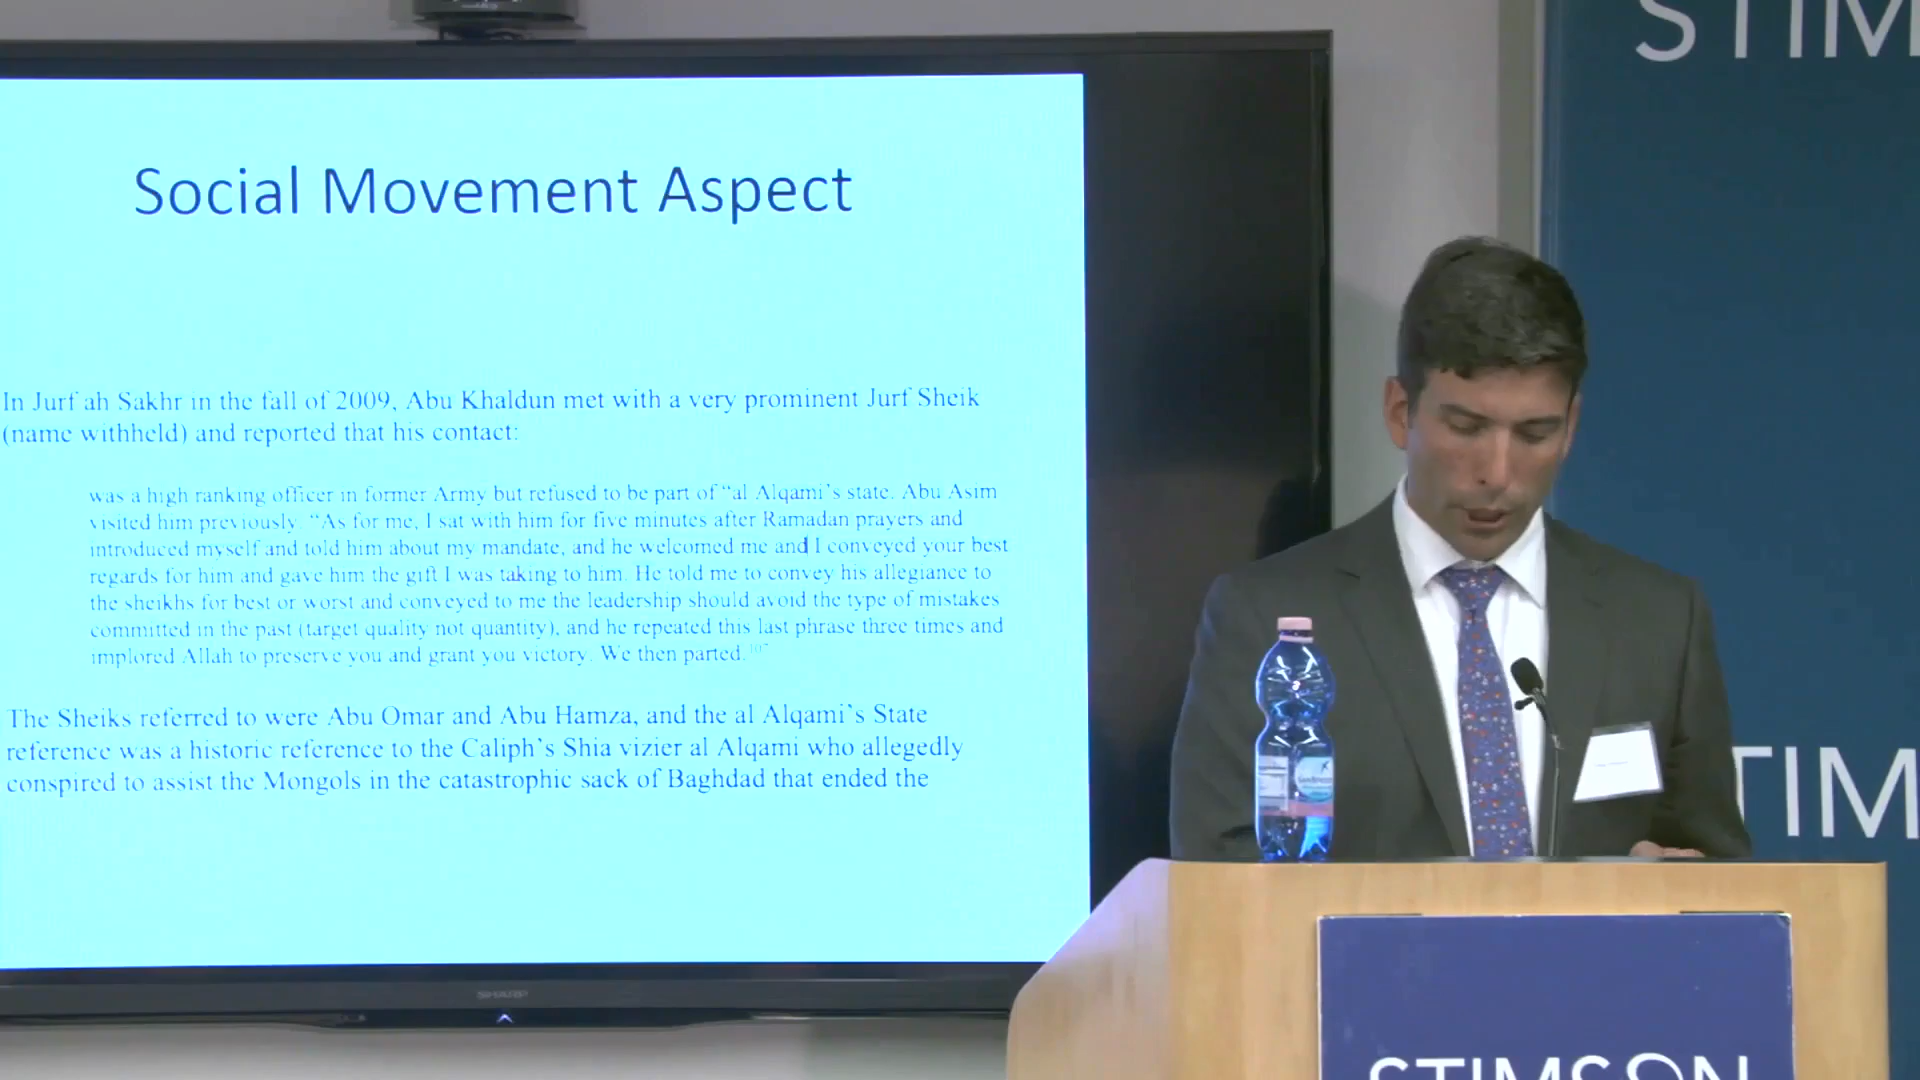 STIM
Social Movement Aspect
In Jurf ah Sakhr in the fall of 2009, Abu Khaldun met with a very prominent Jurf Sheik
(name withheld) and reported that his contact:
was a high ranking officer in former Army but refused to be part of “al Alqami’s state. Abu Asim
visited him previously. “As for me, I sat with him for five minutes after Ramadan prayers and
introduced myself and told him about my mandate, and he welcomed me and I conveyed your best
regards for him and gave him the gift I was taking to him. He told me to convey his allegiance to
the sheikhs for best or worst and conveyed to me the leadership should avoid the type of mistakes
committed in the past (target quality not quantity), and he repeated this last phrase three times and
implored Allah to preserve you and grant you victory. We then parted.
The Sheiks referred to were Abu Omar and Abu Hamza, and the al Alqami’s State
reference was a historic reference to the Caliph’s Shia vizier al Alqami who allegedly
conspired to assist the Mongols in the catastrophic sack of Baghdad that ended the
SHARP
TIM
STIMSON